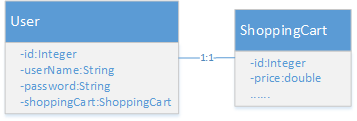 User
-id:Integer
-userName:String
-password:String
-shoppingCart:ShoppingCart
1:1
ShoppingCart
-id:Integer
-price:double
......